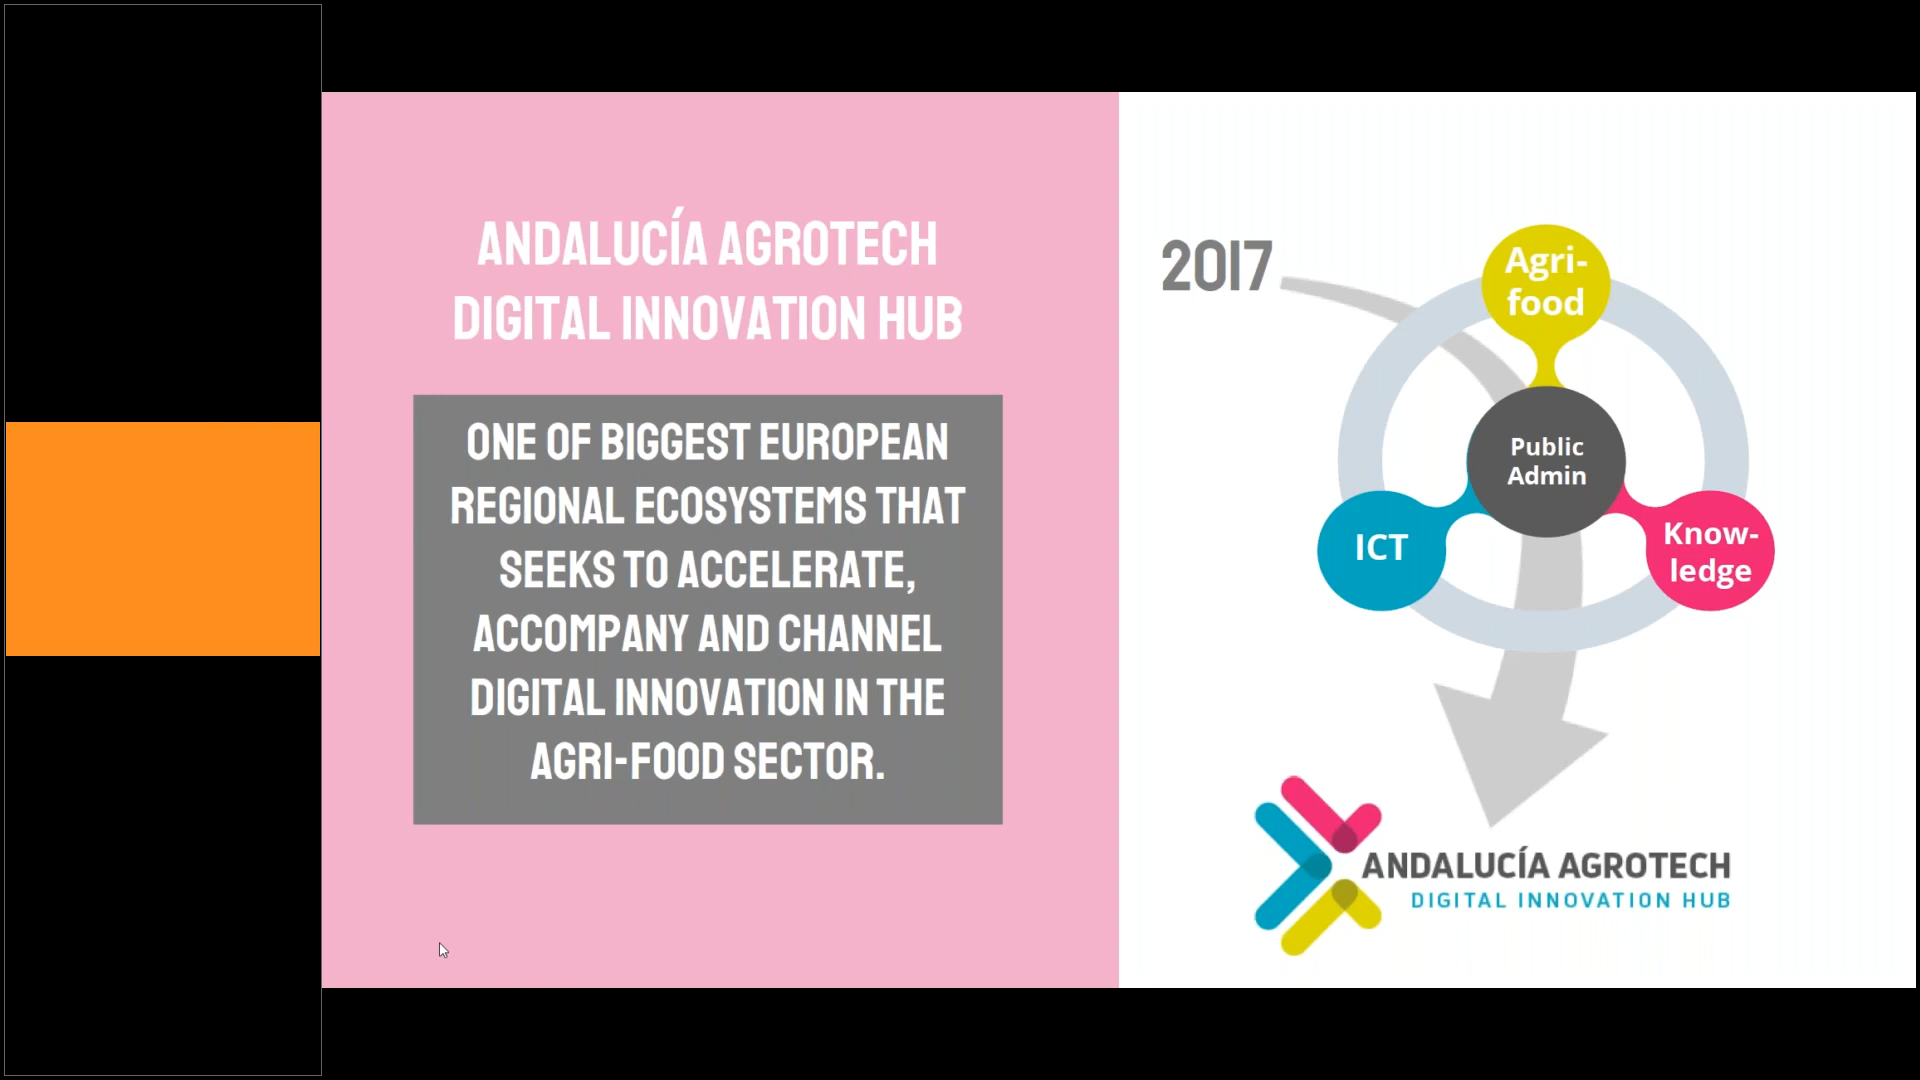 ANDALUCÍA AGROTECH
DIGITAL INNOVATION HUB
ONE OF BIGGEST EUROPEAN
REGIONAL ECOSYSTEMS THAT
SEEKS TO ACCELERATE,
ACCOMPANY AND CHANNEL
DIGITAL INNOVATION IN THE
AGRI-FOOD SECTOR.
2017
Agri-
food
Public
Admin
ICT
Know-
ledge
ANDALUCÍA AGROTECH
DIGITAL INNOVATION HUB